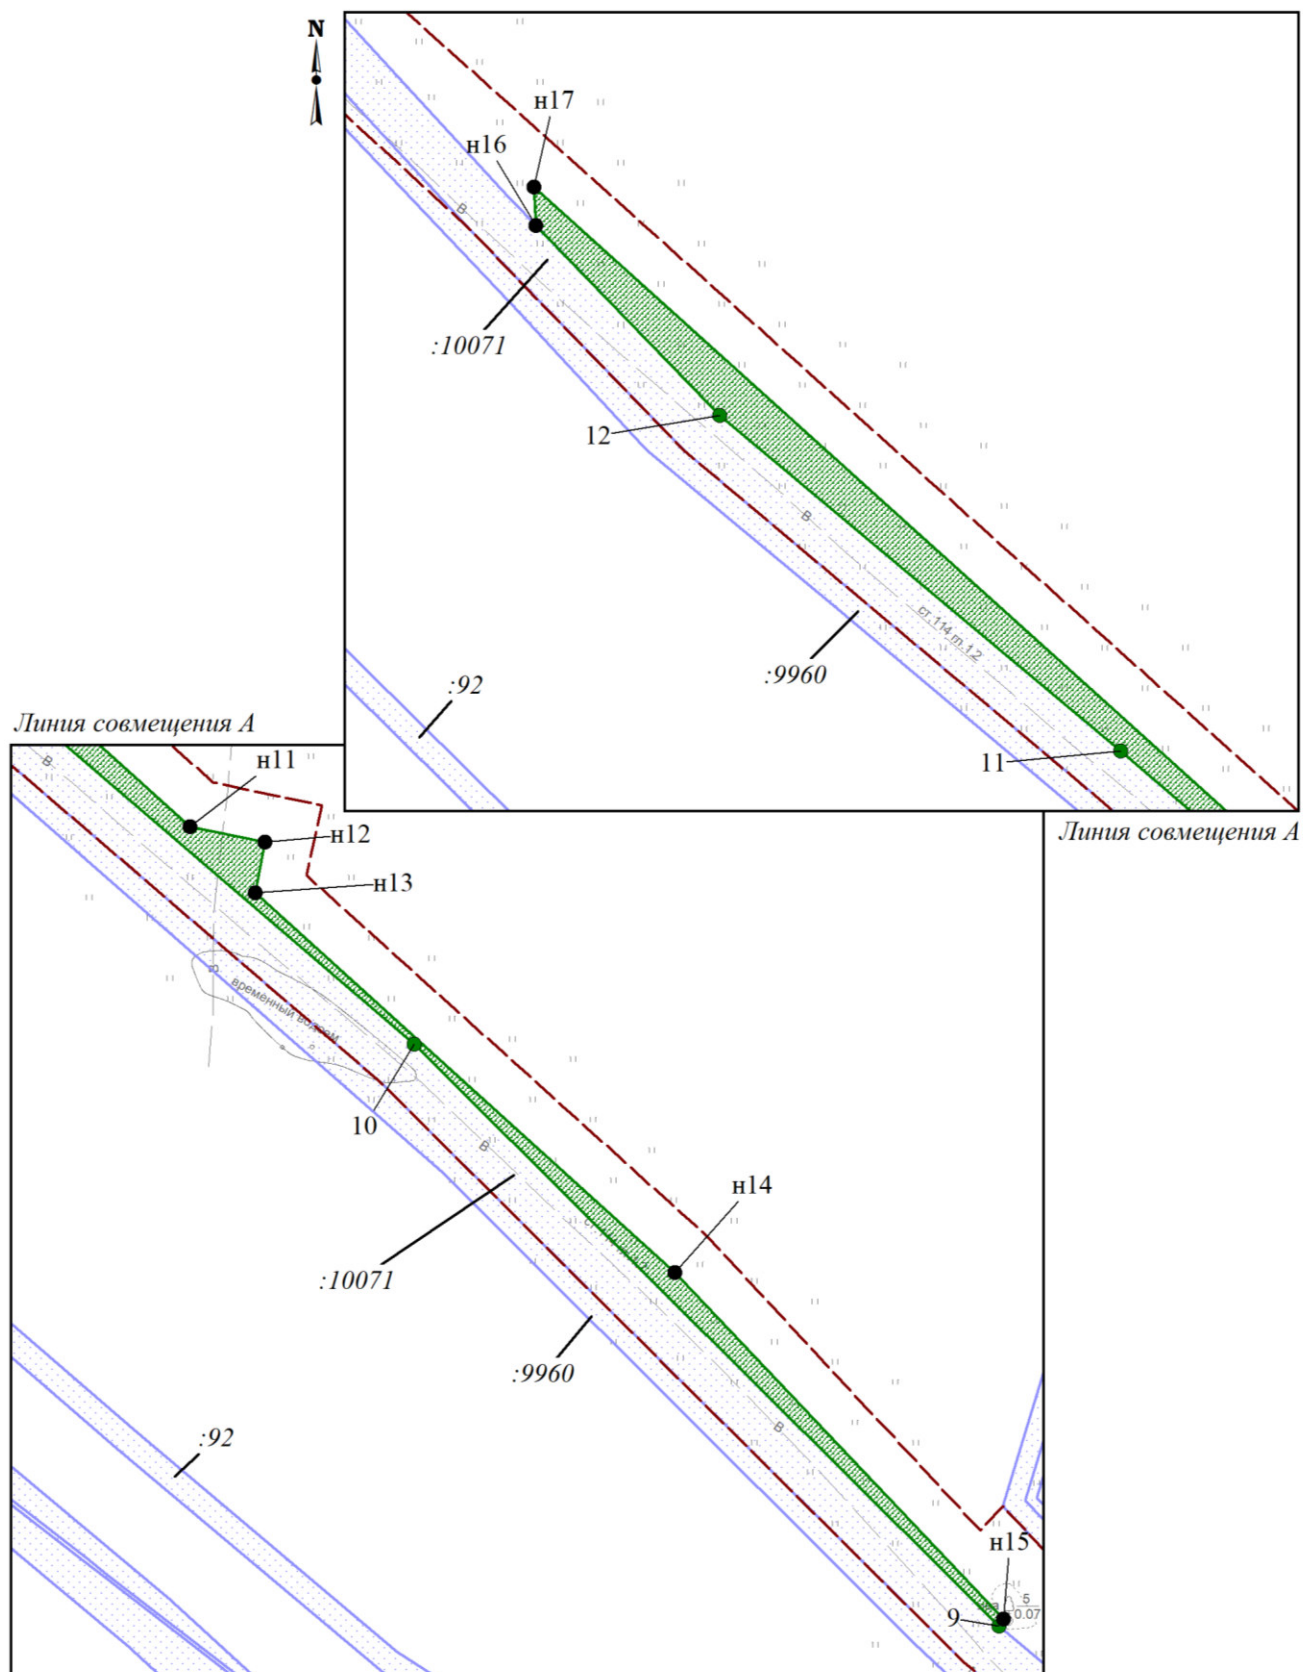 N
н17
н16
В
:10071
12
В
ст.114 m.12
:9960
:92
11
Линия совмещения А
Линия совмещения А
В
н11
н12
н13
В
временный водоем
10
В
н14
:10071
:9960
:92
В
н15
9
5
0.07